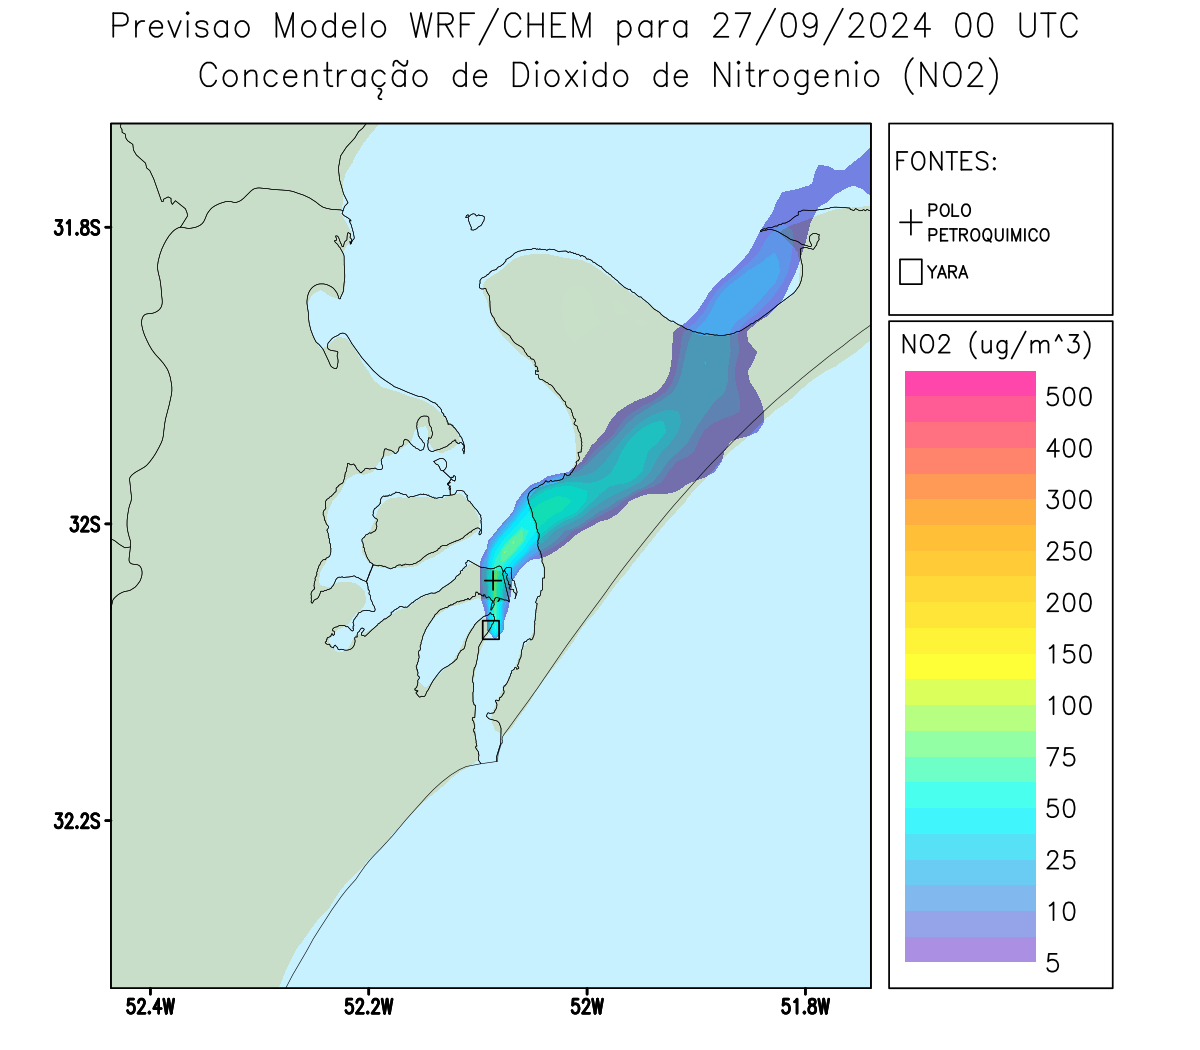 Previsao Modelo WRF/CHEM para 27/09/2024 00 UTC
Concentração de Dioxido de Nitrogenio (NO2)
FONTES:
POLO
PETROQUIMICO
YARA
NO2 (ug/m^3)
500
400
300
250
200
150
100
75
50
25
10
5
31.8S
32S
32.2S
52.4W
52.2W
52W
51.8W